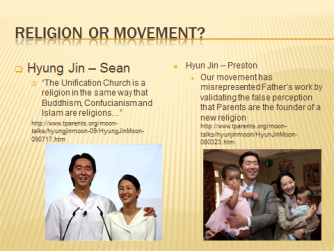 RELIGION OR MOVEMENT?
Hyung Jin – Sean
"The Unification Church is a
religion in the same way that
Buddhism, Confucianism and
Islam are religions…"
http://www.tparents.org/moon-
talks/hyungjinmoon-09/HyungJinMoon-
090717.htm
Hyun Jin – Preston
Our movement has
misrepresented Father's work by
validating the false perception
that Parents are the founder of a
new religion
http://www.tparents.org/moon-
talks/hyunjinmoon/HyunJinMoon-
080323.htm